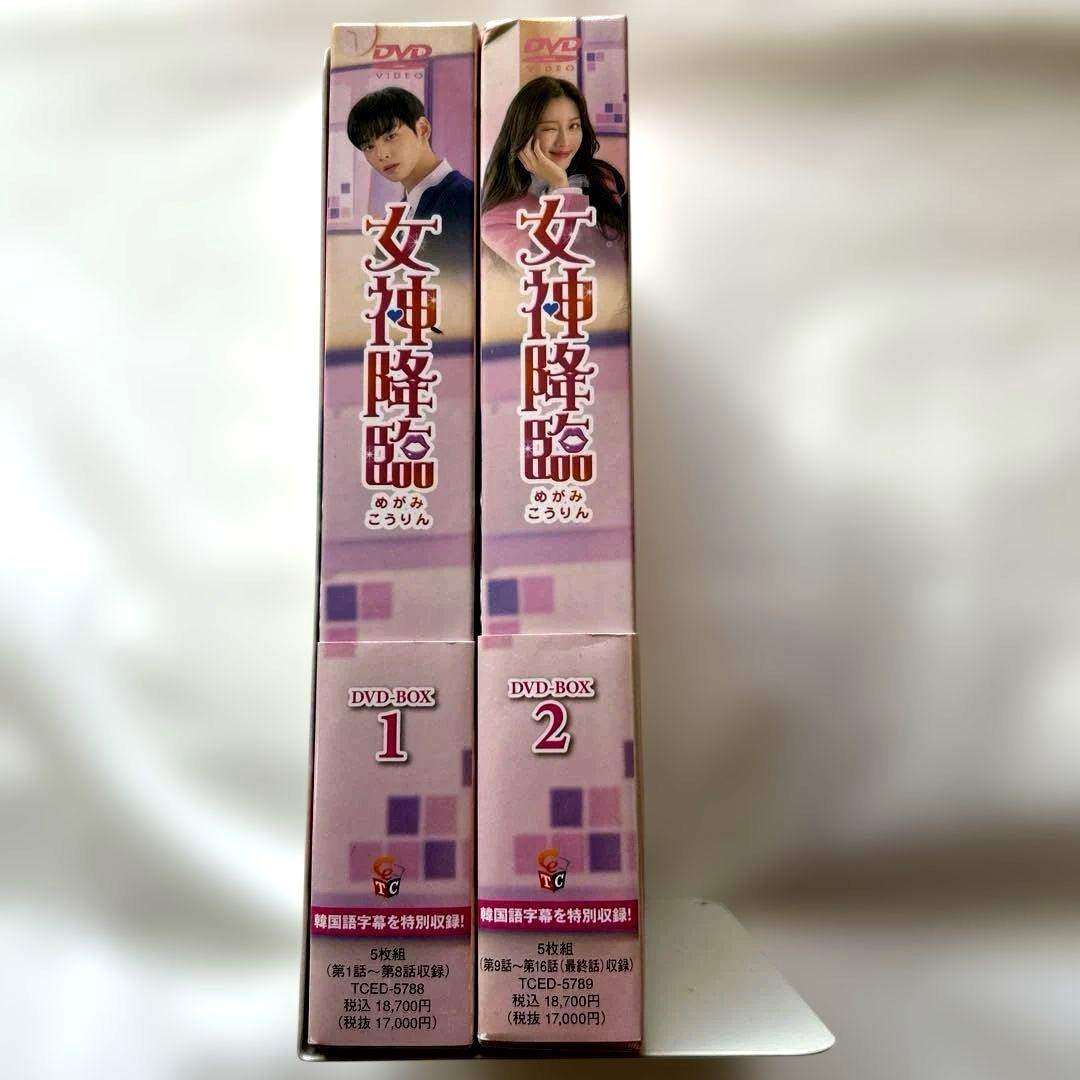 DVD
VIDEO
女神降臨
めがみ
こうりん
DVD-BOX
1
TC
韓国語字幕を特別収録!
5枚組
(第1話～第8話収録)
TCED-5788
税込 18,700円
(税抜 17,000円)
DVD
VIDEO
女神降臨
めがみ
こうりん
DVD-BOX
2
TC
韓国語字幕を特別収録!
5枚組
(第9話～第16話(最終話)収録)
TCED-5789
税込 18,700円
(税抜 17,000円)